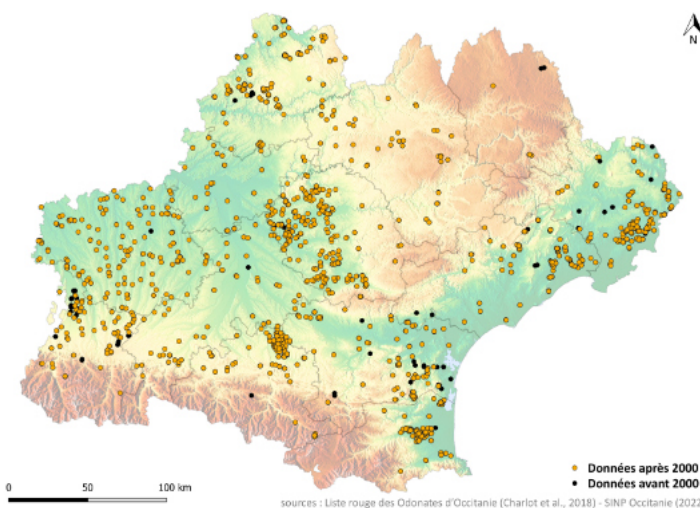 N
Données après 2000
Données avant 2000
0 50 100 km
sources : Liste rouge des Odonates d'Occitanie (Charlot et al., 2018) - SINP Occitanie (2022